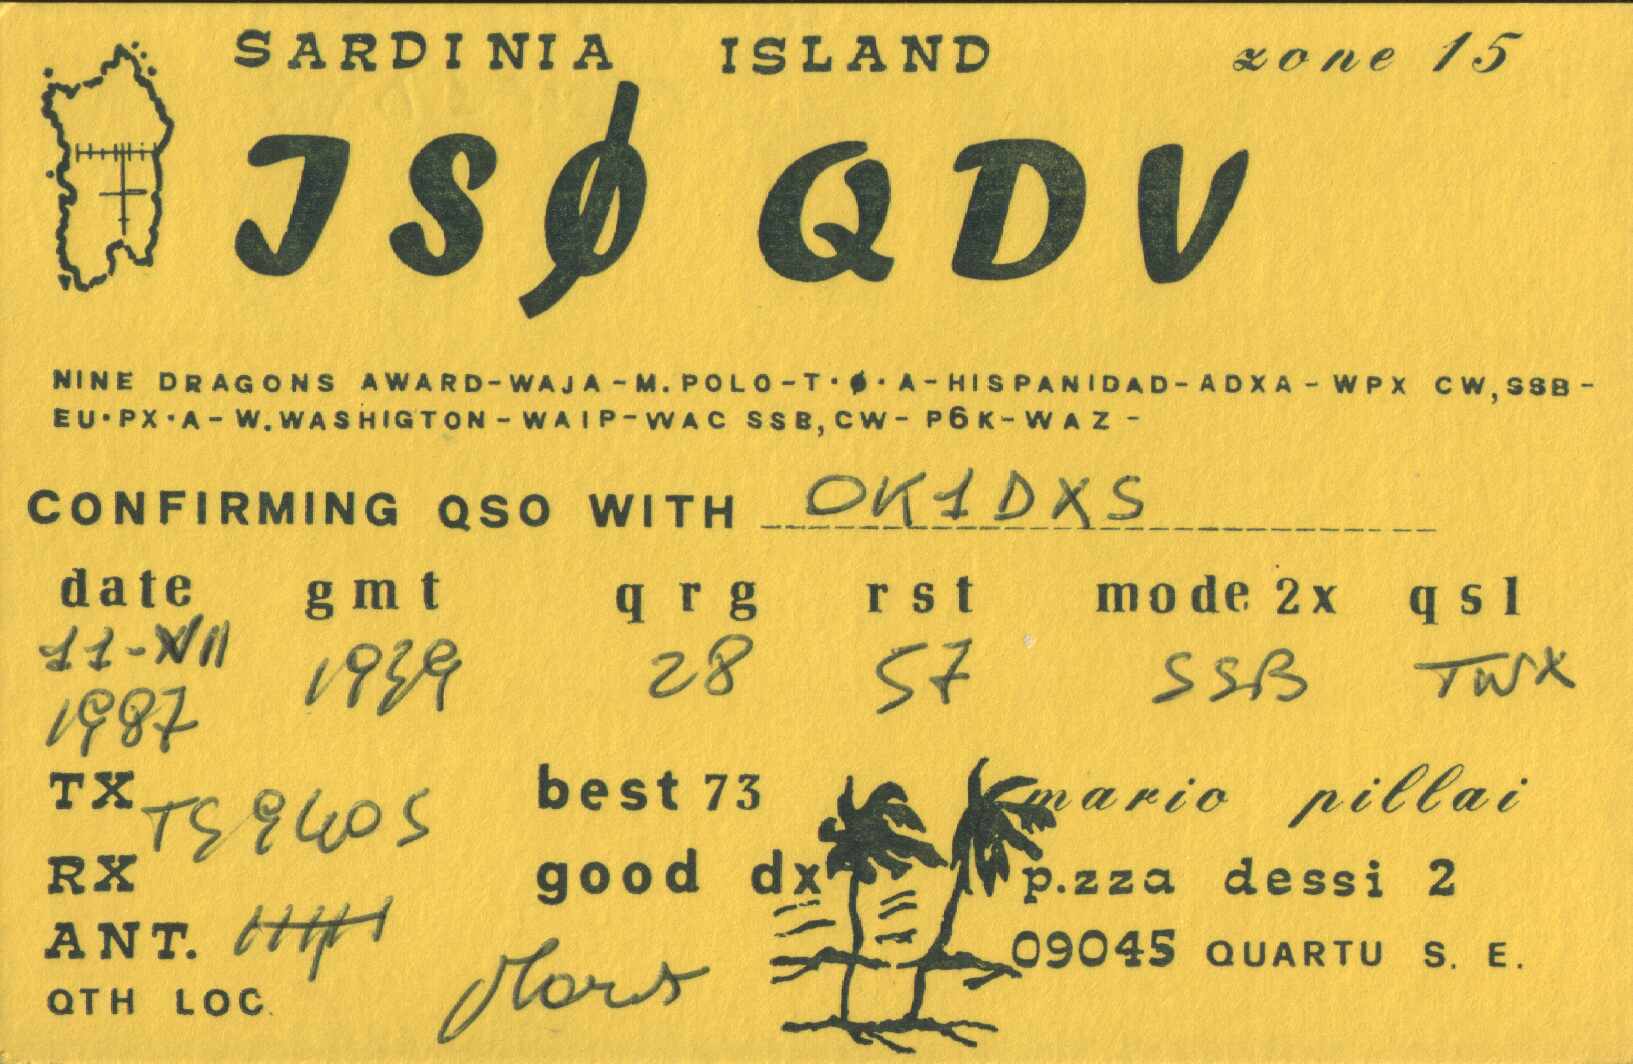 SARDINIA ISLAND zone 15
ISØ QDV
NINE DRAGONS AWARD-WAJA-M.POLO-T·Ø·A-HISPANIDAD-ADXA-WPX CW,SSB-
EU·PX·A-W.WASHIGTON-WAIP-WAC SSB,CW- P6K-WAZ-
CONFIRMING QSO WITH OK1DXS
date gmt qrg rst mode 2x qsl
11-XII 1939 28 57 SSB TNX
1987
TX TS940S best 73 mario pillai
RX good dx p.zza dessi 2
ANT. 09045 QUARTU S. E.
QTH LOC.